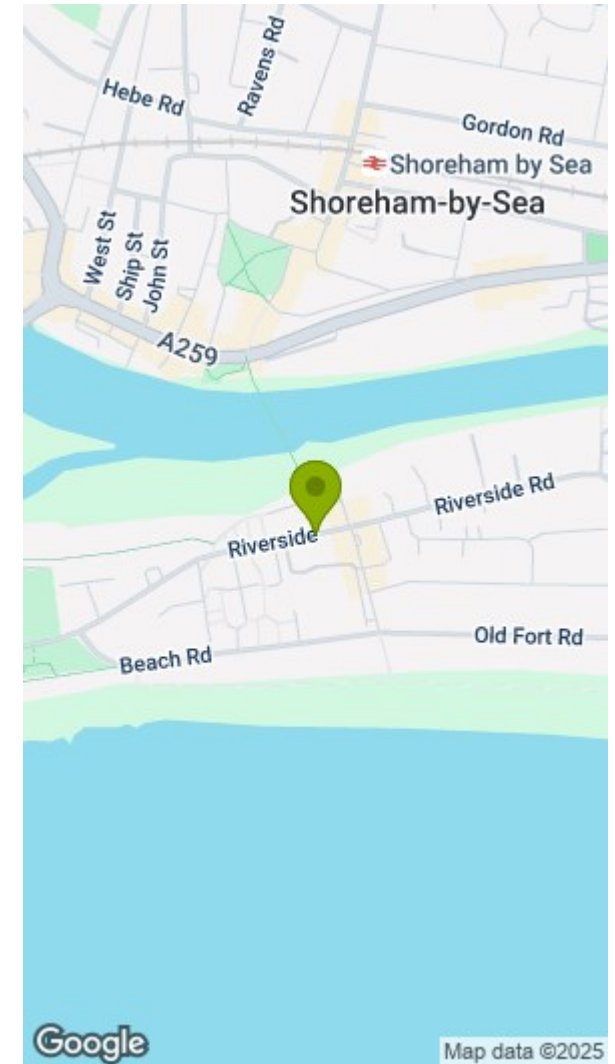 Ravens Rd
Hebe Rd
Gordon Rd
Shoreham by Sea
Shoreham-by-Sea
West St
Ship St
John St
A259
Riverside Rd
Riverside
Old Fort Rd
Beach Rd
Google
Map data ©2025